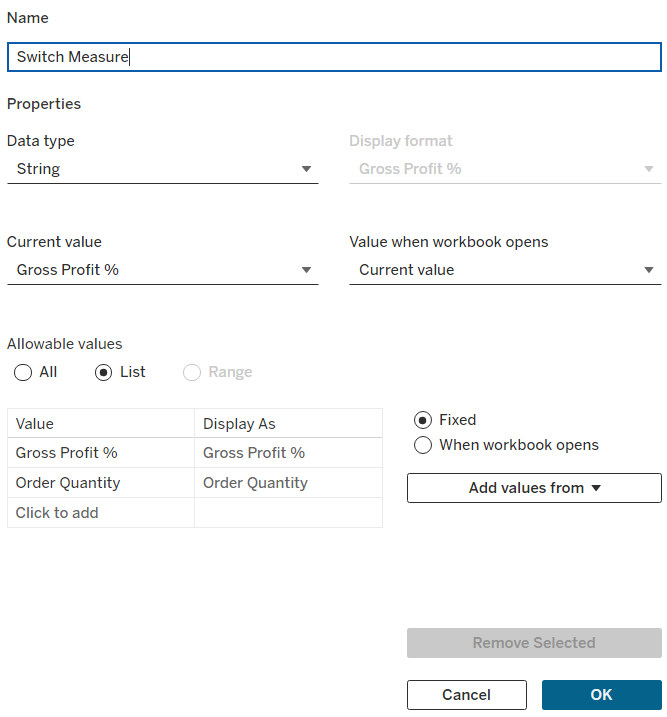 Name
Switch Measure
Properties
Data type Display format
String Gross Profit %
Current value Value when workbook opens
Gross Profit % Current value
Allowable values
All List Range
Value Display As
Gross Profit % Gross Profit %
Order Quantity Order Quantity
Click to add
Fixed
When workbook opens
Add values from
Remove Selected
Cancel OK